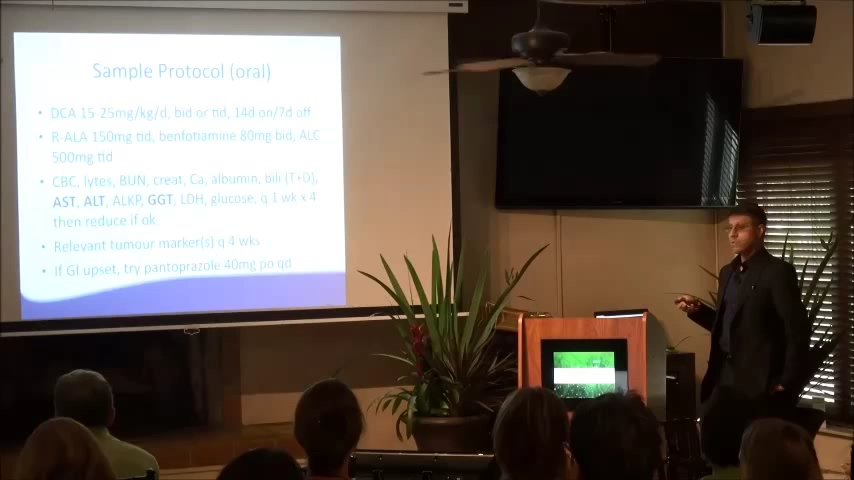 Sample Protocol (oral)
• DCA 15 25mg/kg/d, bid or tid, 14d on/7d off
• R-ALA 150mg tid, benfotiamine 80mg bid, ALC
500mg tid
• CBC, lytes, BUN, creat, Ca, albumin, bili (T+D),
AST, ALT, ALKP, GGT, LDH, glucose, q 1 wk x 4
then reduce if ok
• Relevant tumour marker(s) q 4 wks
• If GI upset, try pantoprazole 40mg po qd